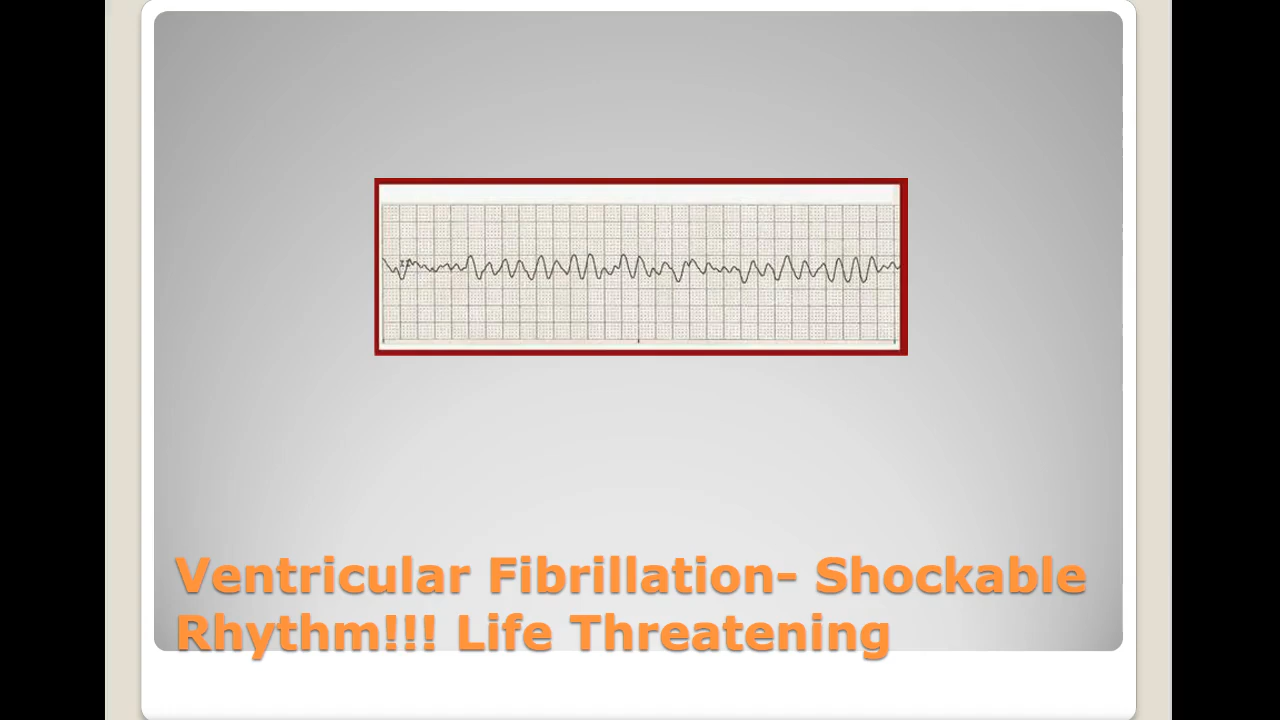 Ventricular Fibrillation- Shockable
Rhythm!!! Life Threatening